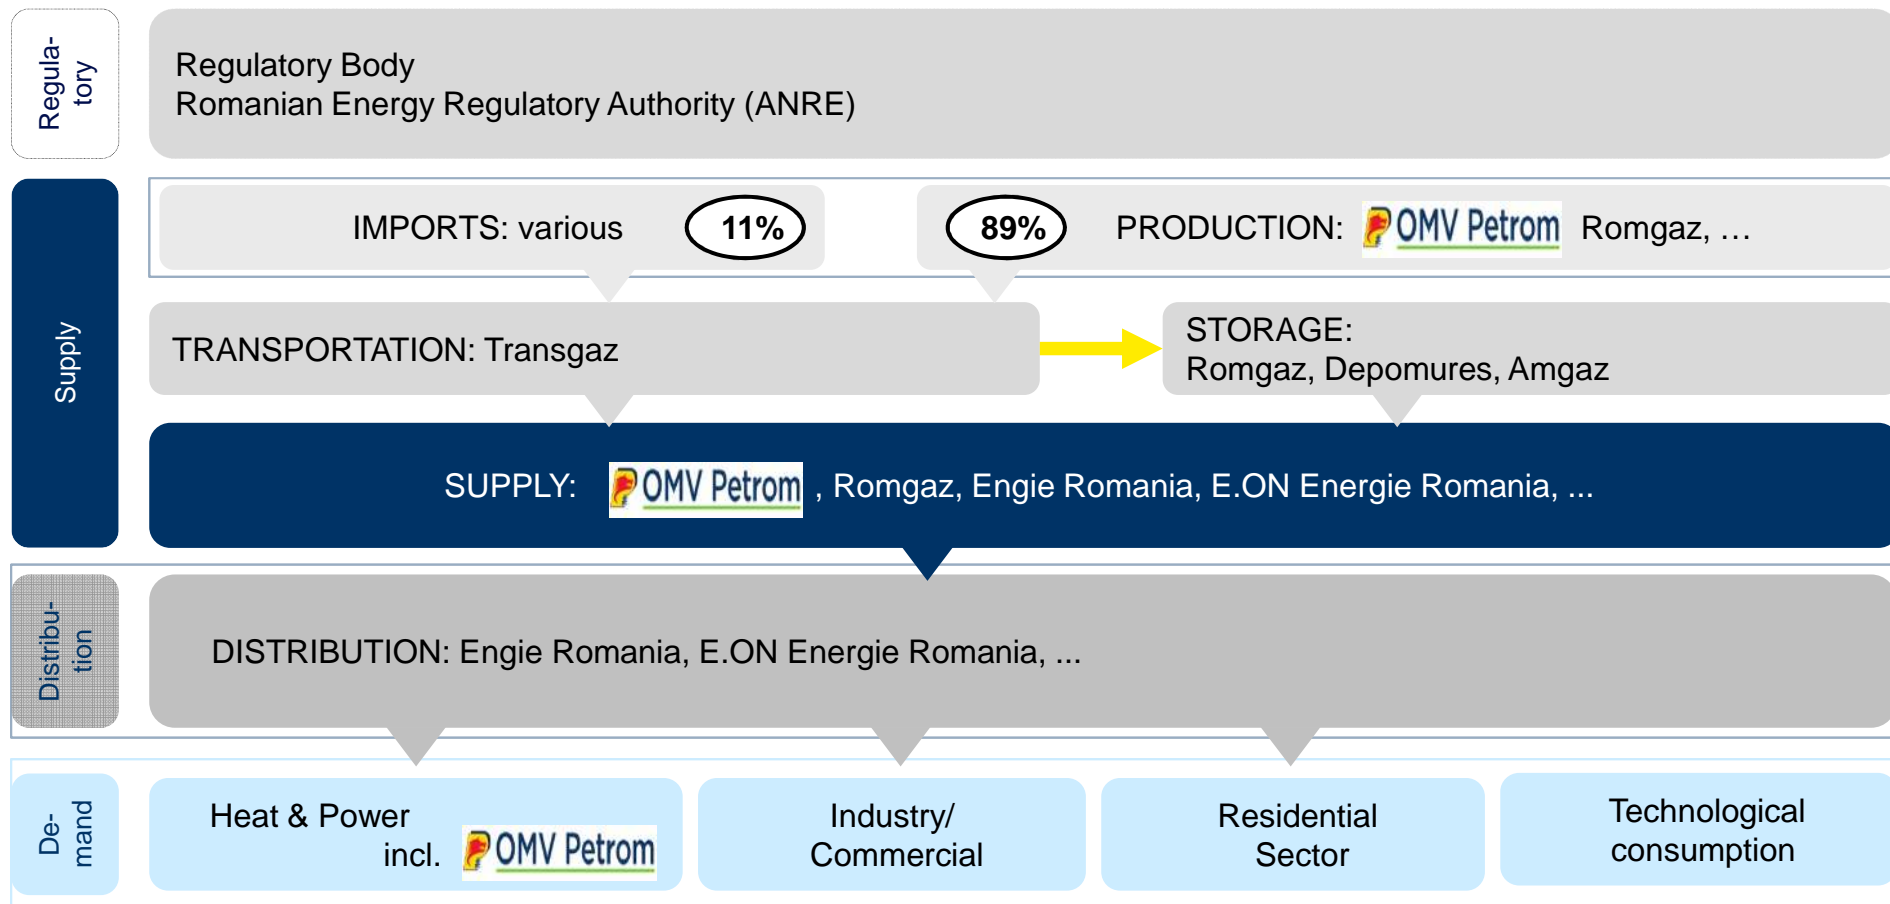 Regula-
tory
Regulatory Body
Romanian Energy Regulatory Authority (ANRE)
Supply
IMPORTS: various 11%
89% PRODUCTION: OMV Petrom Romgaz, …
TRANSPORTATION: Transgaz
STORAGE:
Romgaz, Depomures, Amgaz
SUPPLY: OMV Petrom , Romgaz, Engie Romania, E.ON Energie Romania, ...
Distribu-
tion
DISTRIBUTION: Engie Romania, E.ON Energie Romania, ...
De-
mand
Heat & Power
incl. OMV Petrom
Industry/
Commercial
Residential
Sector
Technological
consumption